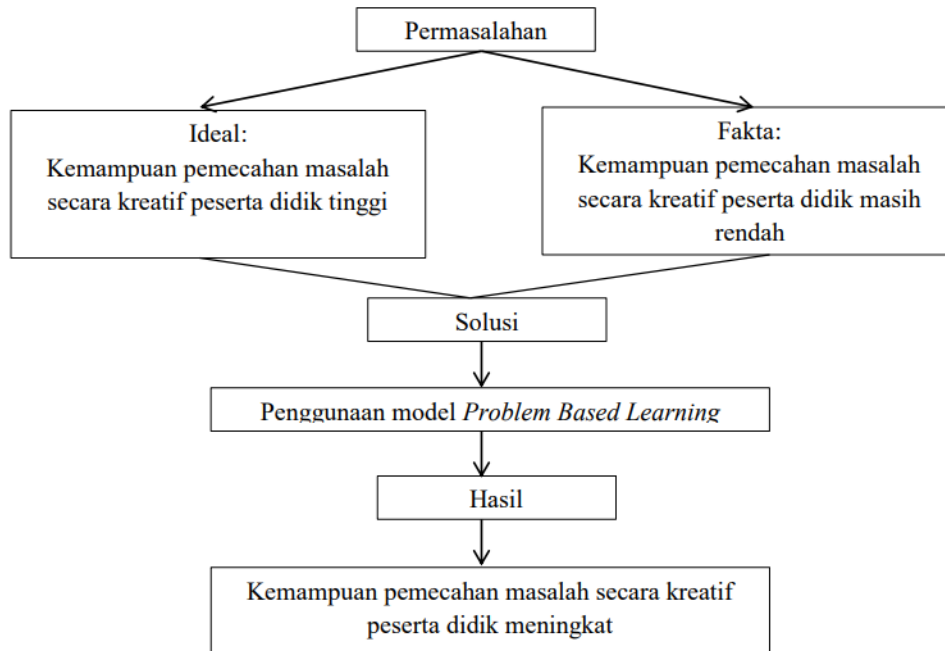 Permasalahan
Ideal:
Kemampuan pemecahan masalah
secara kreatif peserta didik tinggi
Fakta:
Kemampuan pemecahan masalah
secara kreatif peserta didik masih
rendah
Solusi
Penggunaan model Problem Based Learning
Hasil
Kemampuan pemecahan masalah secara kreatif
peserta didik meningkat